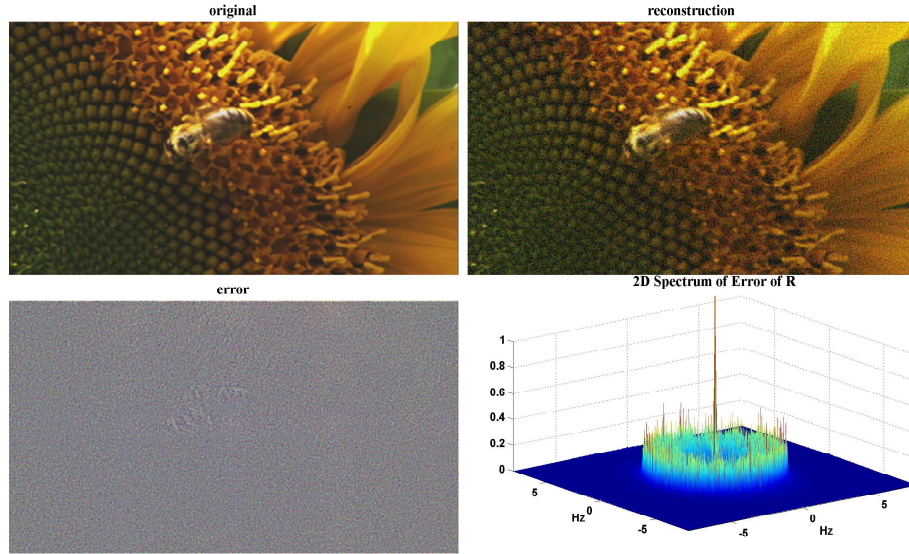 original
reconstruction
error
2D Spectrum of Error of R
1
0.8
0.6
0.4
0.2
0
5
0
-5
Hz
-5
0
5
Hz